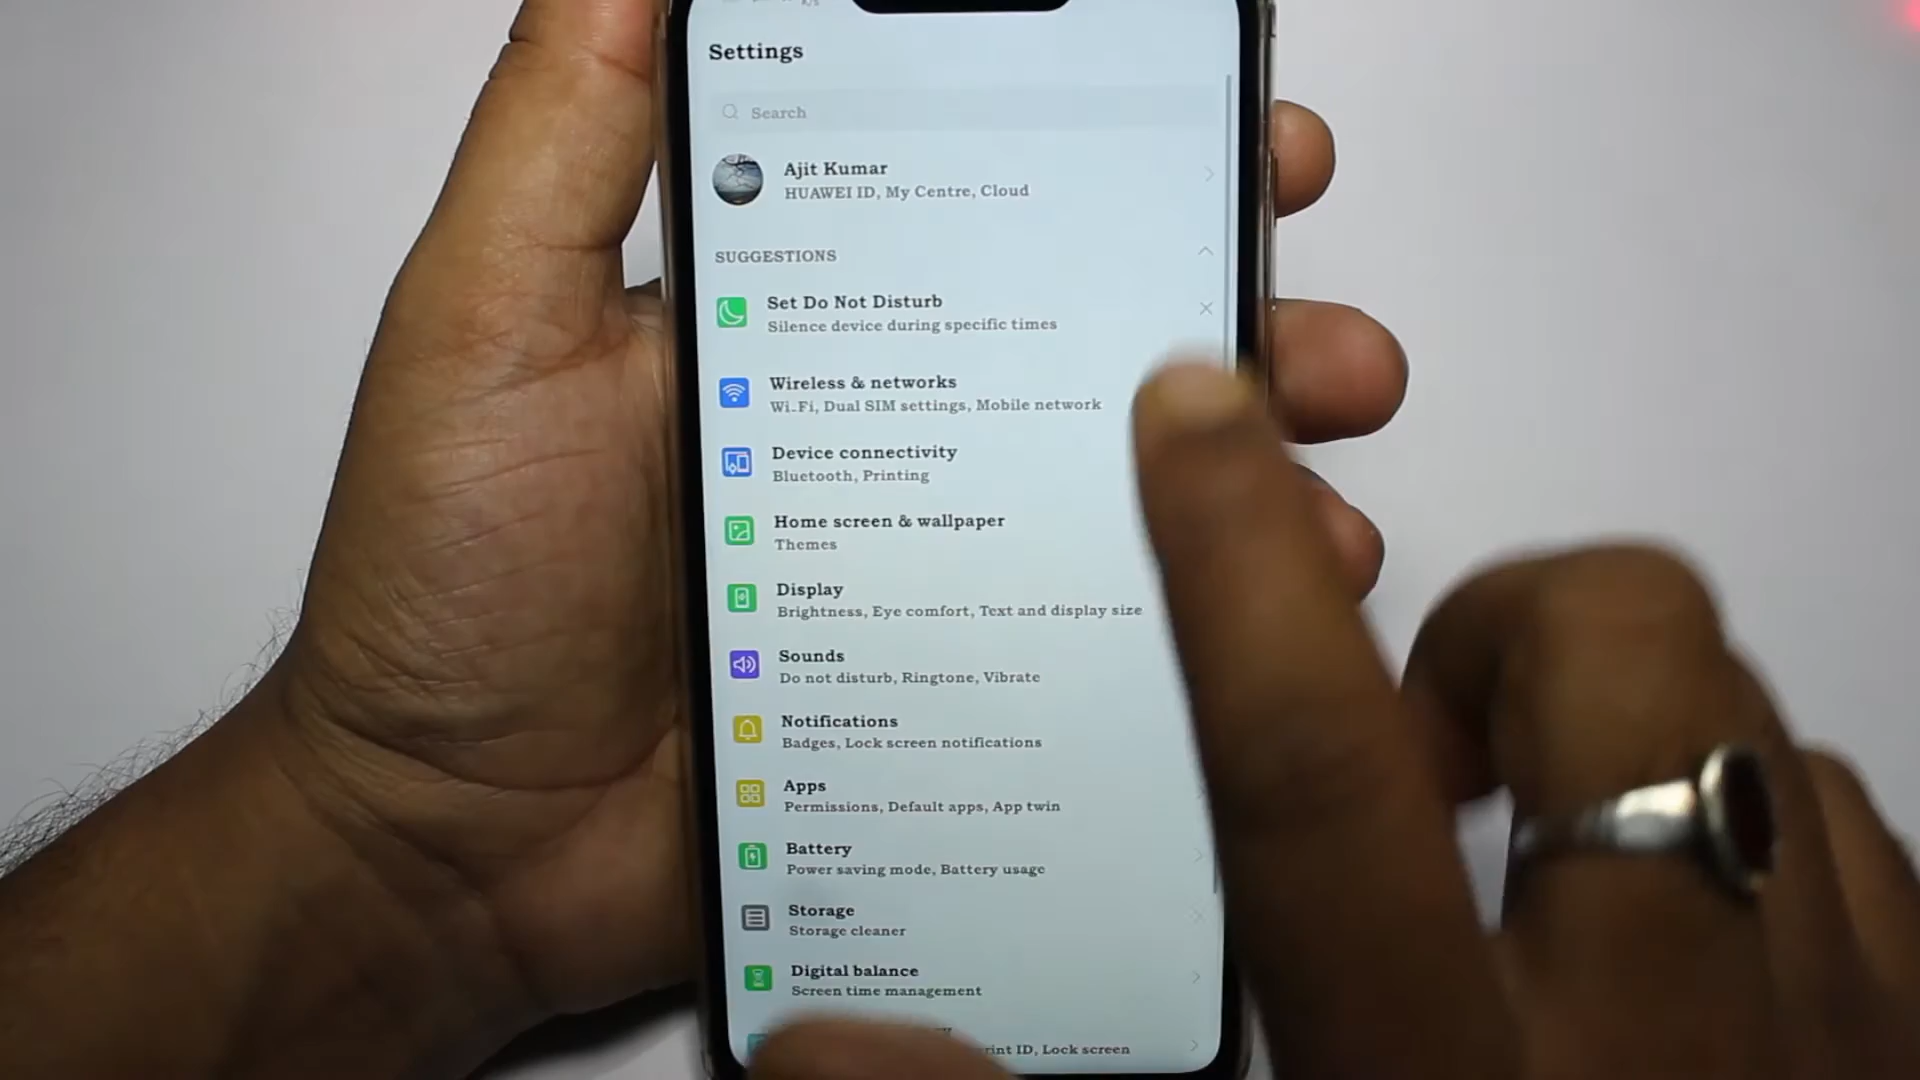 Settings
Search
Ajit Kumar
HUAWEI ID, My Centre, Cloud
SUGGESTIONS
Set Do Not Disturb
Silence device during specific times
Wireless & networks
Wi-Fi, Dual SIM settings, Mobile network
Device connectivity
Bluetooth, Printing
Home screen & wallpaper
Themes
Display
Brightness, Eye comfort, Text and display size
Sounds
Do not disturb, Ringtone, Vibrate
Notifications
Badges, Lock screen notifications
Apps
Permissions, Default apps, App twin
Battery
Power saving mode, Battery usage
Storage
Storage cleaner
Digital balance
Screen time management
ID, Lock screen